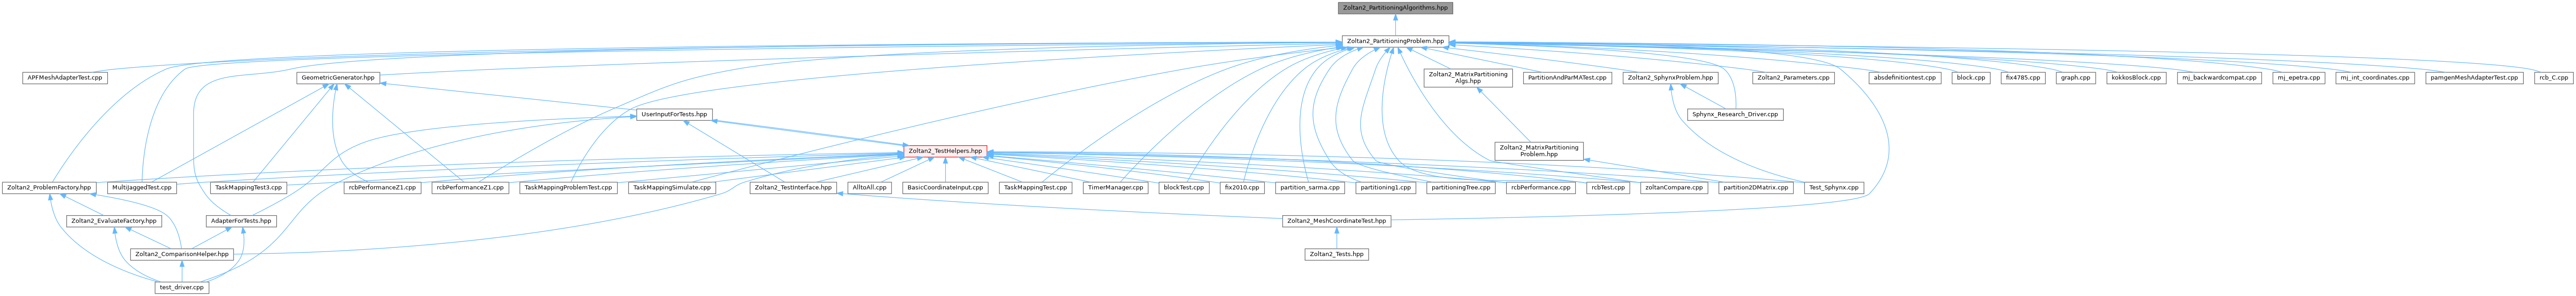 Zoltan2_PartitioningAlgorithms.hpp
Zoltan2_PartitioningProblem.hpp
APFMeshAdapterTest.cpp
GeometricGenerator.hpp
Zoltan2_MatrixPartitioning
_Algs.hpp
PartitionAndParMATest.cpp
Zoltan2_SphynxProblem.hpp
Zoltan2_Parameters.cpp
absdefinitiontest.cpp
block.cpp
fix4785.cpp
graph.cpp
kokkosBlock.cpp
mj_backwardcompat.cpp
mj_epetra.cpp
mj_int_coordinates.cpp
pamgenMeshAdapterTest.cpp
rcb_C.cpp
UserInputForTests.hpp
Sphynx_Research_Driver.cpp
Zoltan2_TestHelpers.hpp
Zoltan2_MatrixPartitioning
Problem.hpp
Zoltan2_ProblemFactory.hpp
MultiJaggedTest.cpp
TaskMappingTest3.cpp
rcbPerformanceZ1.cpp
rcbPerformanceZ1.cpp
TaskMappingProblemTest.cpp
TaskMappingSimulate.cpp
Zoltan2_TestInterface.hpp
AlltoAll.cpp
BasicCoordinateInput.cpp
TaskMappingTest.cpp
TimerManager.cpp
blockTest.cpp
fix2010.cpp
partition_sarma.cpp
partitioning1.cpp
partitioningTree.cpp
rcbPerformance.cpp
rcbTest.cpp
zoltanCompare.cpp
partition2DMatrix.cpp
Test_Sphynx.cpp
Zoltan2_EvaluateFactory.hpp
AdapterForTests.hpp
Zoltan2_MeshCoordinateTest.hpp
Zoltan2_ComparisonHelper.hpp
Zoltan2_Tests.hpp
test_driver.cpp